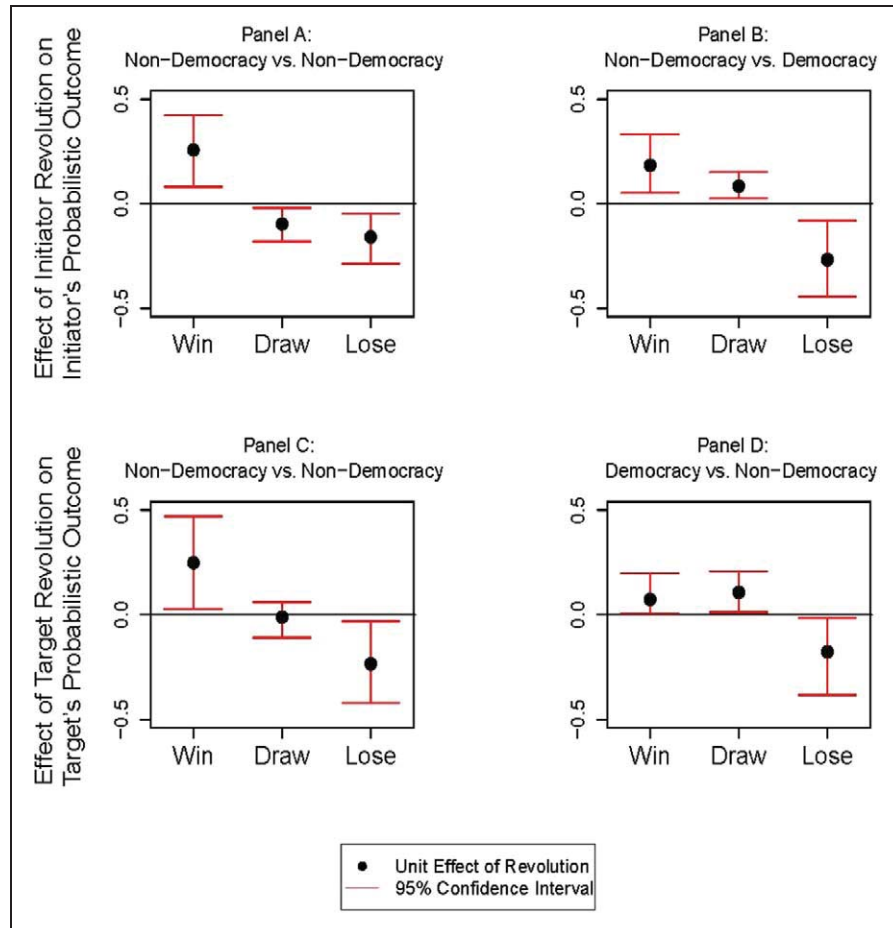 Panel A:
Non−Democracy vs. Non−Democracy
Panel B:
Non−Democracy vs. Democracy
Effect of Initiator Revolution on
Initiator's Probabilistic Outcome
0.5
0.0
−0.5
Win Draw Lose
0.5
0.0
−0.5
Win Draw Lose
Panel C:
Non−Democracy vs. Non−Democracy
Panel D:
Democracy vs. Non−Democracy
Effect of Target Revolution on
Target's Probabilistic Outcome
0.5
0.0
−0.5
Win Draw Lose
0.5
0.0
−0.5
Win Draw Lose
Unit Effect of Revolution
95% Confidence Interval